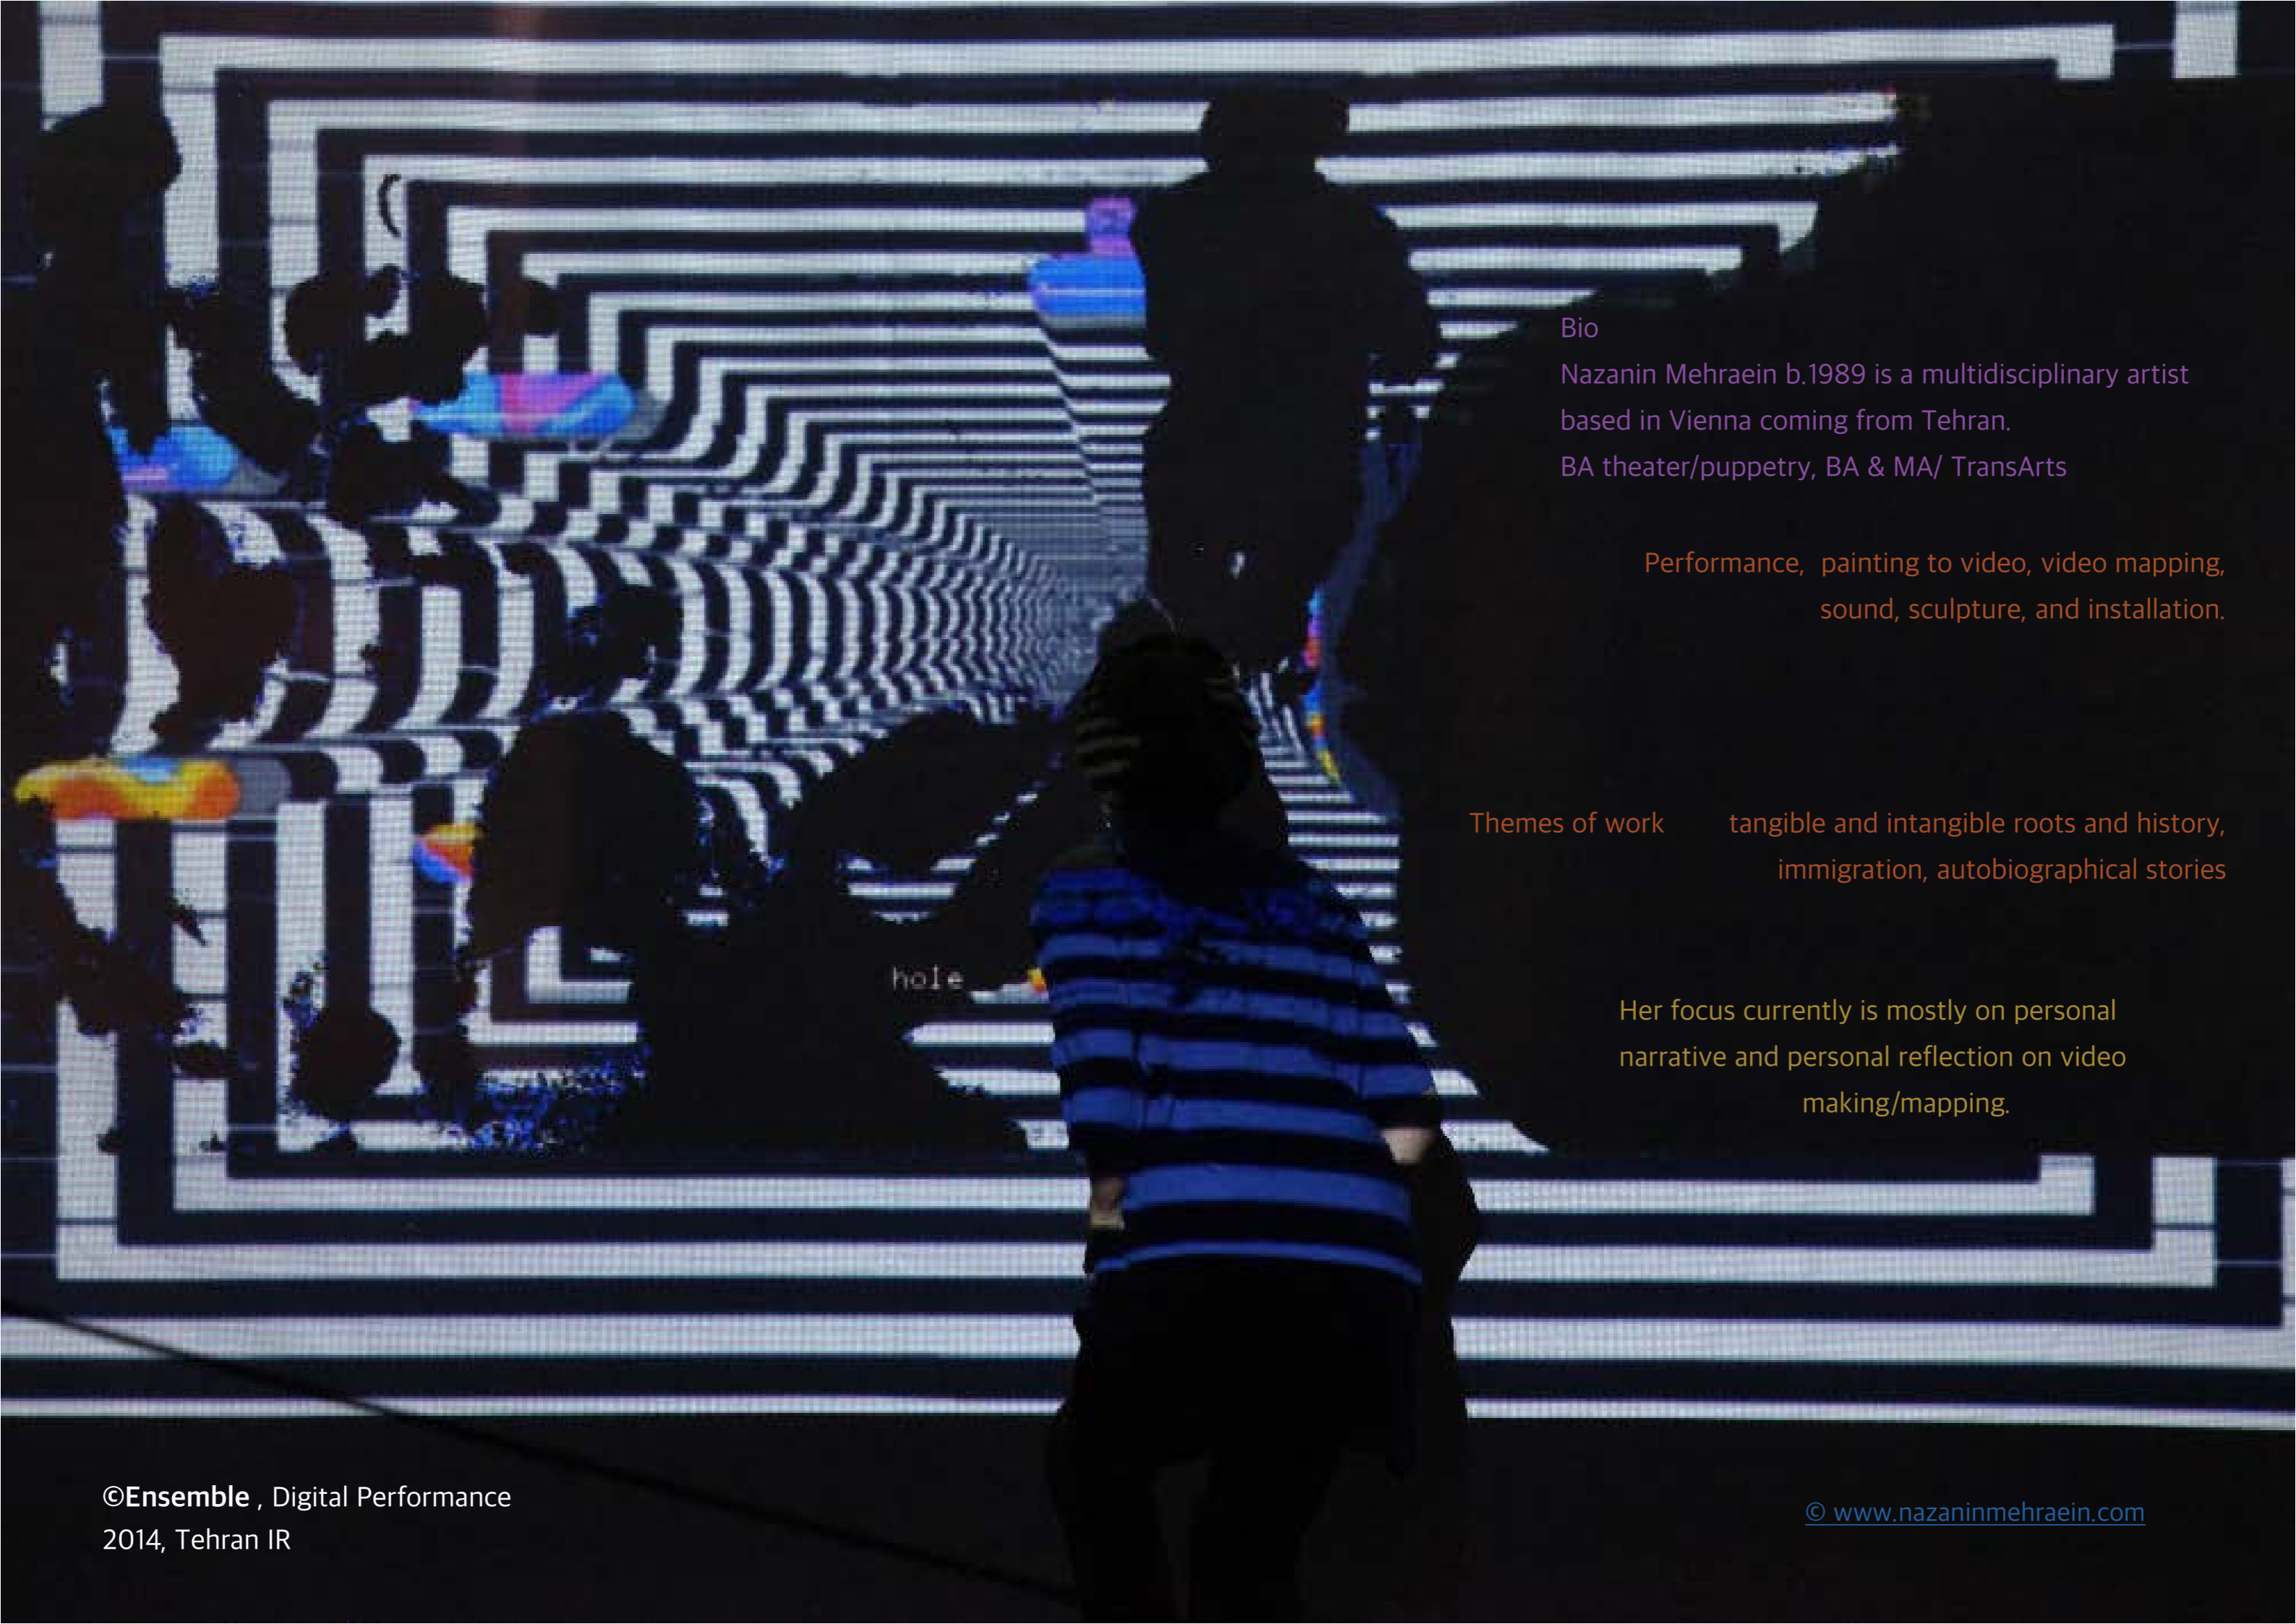 Bio
Nazanin Mehraein b.1989 is a multidisciplinary artist
based in Vienna coming from Tehran.
BA theater/puppetry, BA & MA/ TransArts
Performance, painting to video, video mapping,
sound, sculpture, and installation.
Themes of work tangible and intangible roots and history,
immigration, autobiographical stories
hole
Her focus currently is mostly on personal
narrative and personal reflection on video
making/mapping.
©Ensemble , Digital Performance
2014, Tehran IR
© www.nazaninmehraein.com